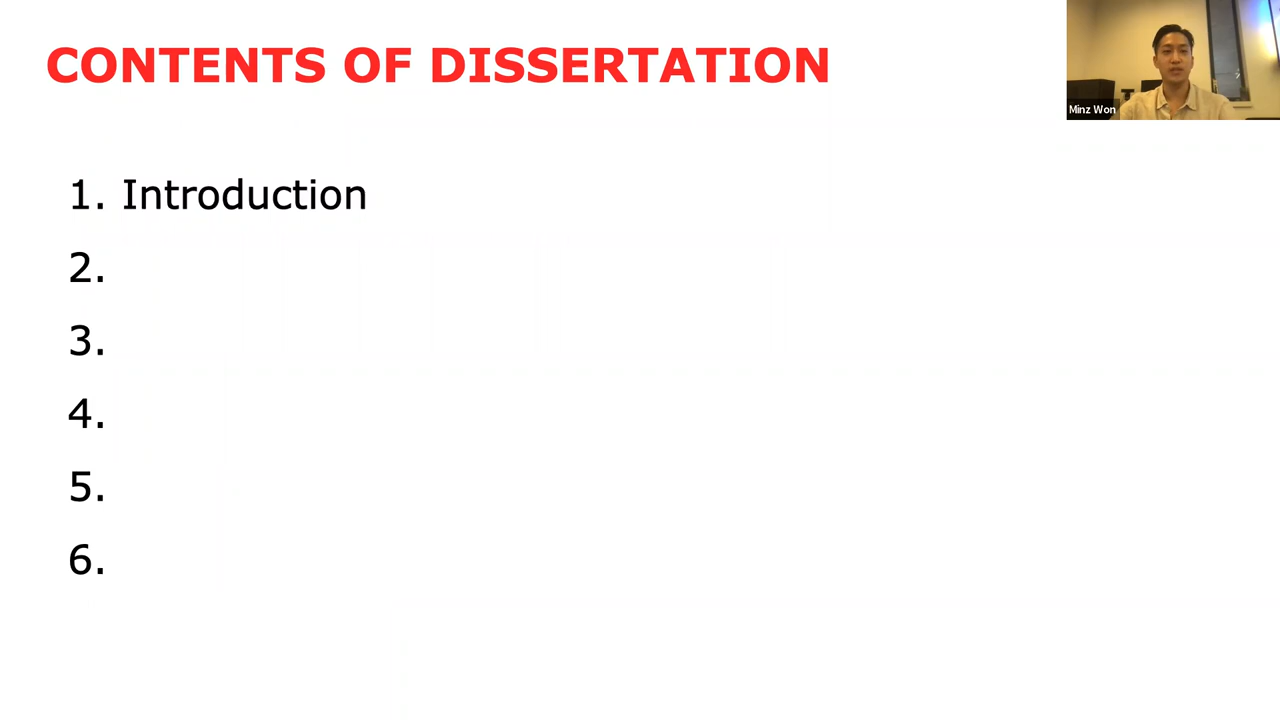 CONTENTS OF DISSERTATION
Minz Won
1. Introduction
2.
3.
4.
5.
6.